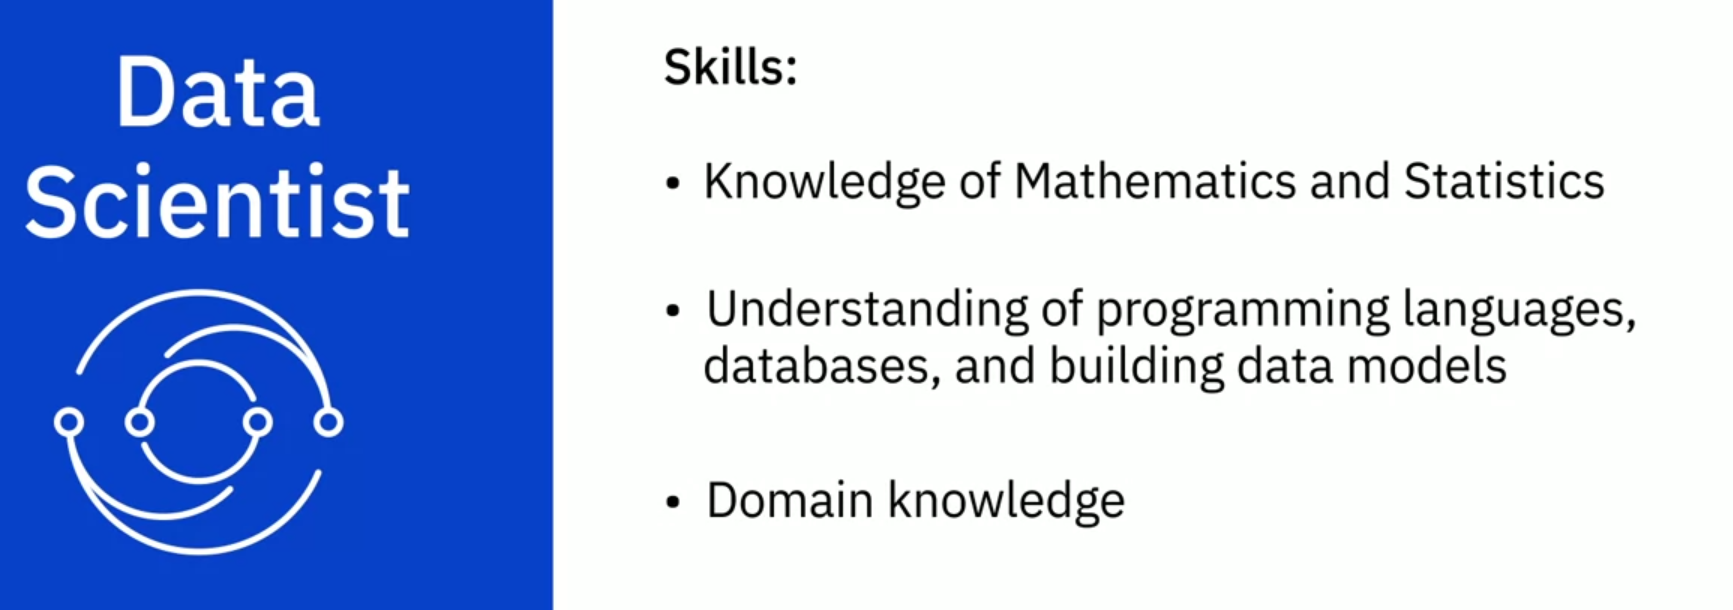 Data
Scientist
Skills:
• Knowledge of Mathematics and Statistics
• Understanding of programming languages,
databases, and building data models
• Domain knowledge